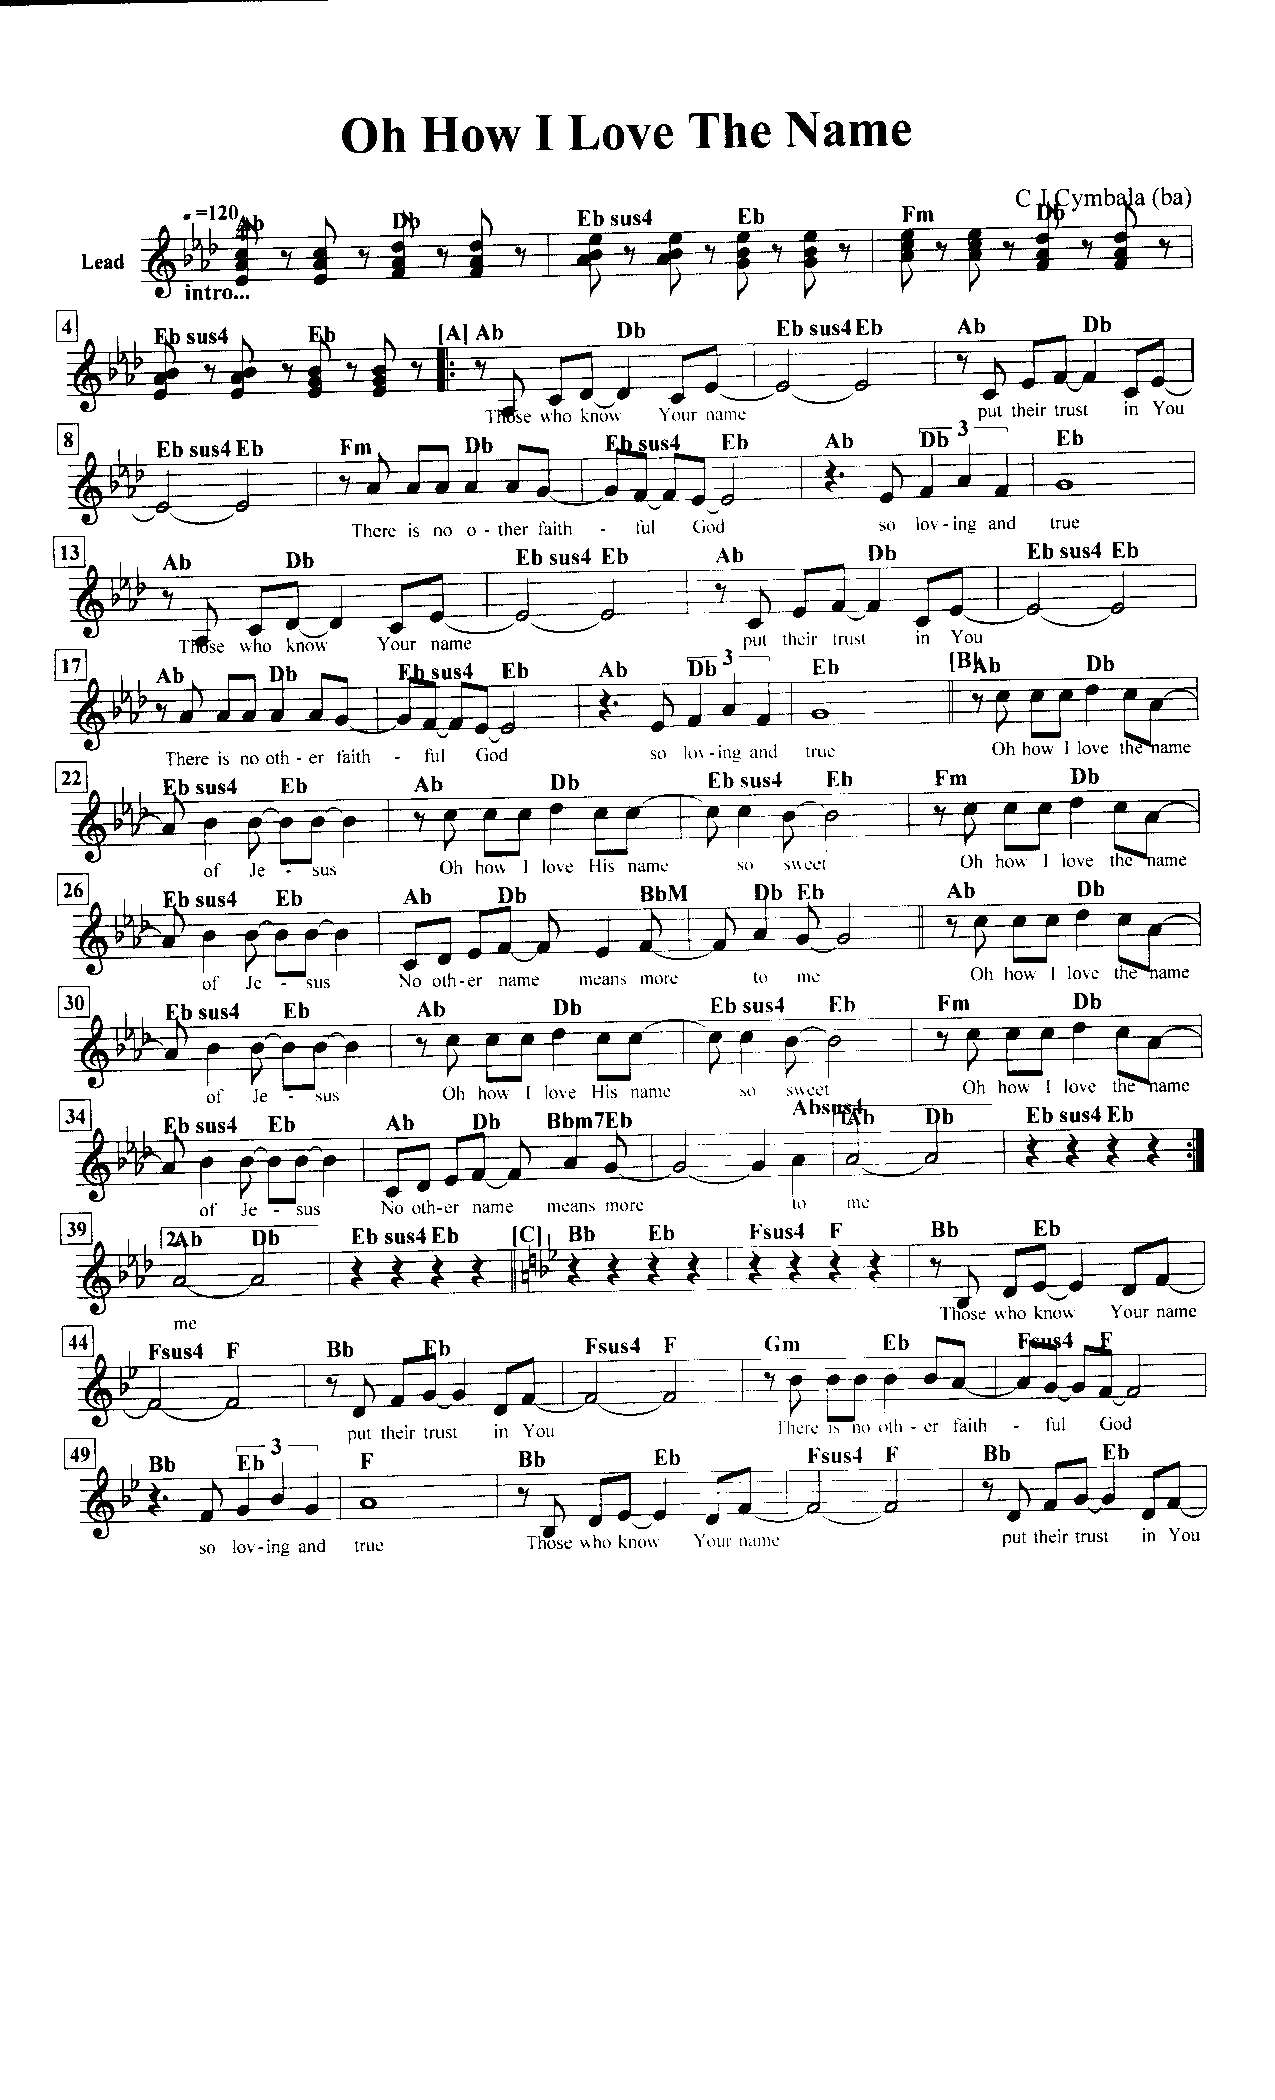 Oh How I Love The Name
C J Cymbala (ba)
=120
Ab Db Eb sus4 Eb Fm Db
Lead
intro...
4 Eb sus4 Eb [A] Ab Db Eb sus4 Eb Ab Db
Those who know Your name put their trust in You
8 Eb sus4 Eb Fm Db Eb sus4 Eb Ab Db 3 Eb
There is no o - ther faith - ful God so lov - ing and true
13 Ab Db Eb sus4 Eb Ab Db Eb sus4 Eb
Those who know Your name put their trust in You
17 Ab Db Eb sus4 Eb Ab Db 3 Eb [B] Ab Db
There is no oth - er faith - ful God so lov - ing and true Oh how I love the name
22 Eb sus4 Eb Ab Db Eb sus4 Eb Fm Db
of Je - sus Oh how I love His name so sweet Oh how I love the name
26 Eb sus4 Eb Ab Db BbM Db Eb Ab Db
of Je - sus No oth-er name means more to me Oh how I love the name
30 Eb sus4 Eb Ab Db Eb sus4 Eb Fm Db
of Je - sus Oh how I love His name so sweet Oh how I love the name
34 Eb sus4 Eb Ab Db Bbm7 Eb Absus4 1 Ab Db Eb sus4 Eb
of Je - sus No oth-er name means more to me
39 2 Ab Db Eb sus4 Eb [C] Bb Eb Fsus4 F Bb Eb
me Those who know Your name
44 Fsus4 F Bb Eb Fsus4 F Gm Eb Fsus4 F
put their trust in You There is no oth - er faith - ful God
49 Bb Eb 3 F Bb Eb Fsus4 F Bb Eb
so lov-ing and true Those who know Your name put their trust in You